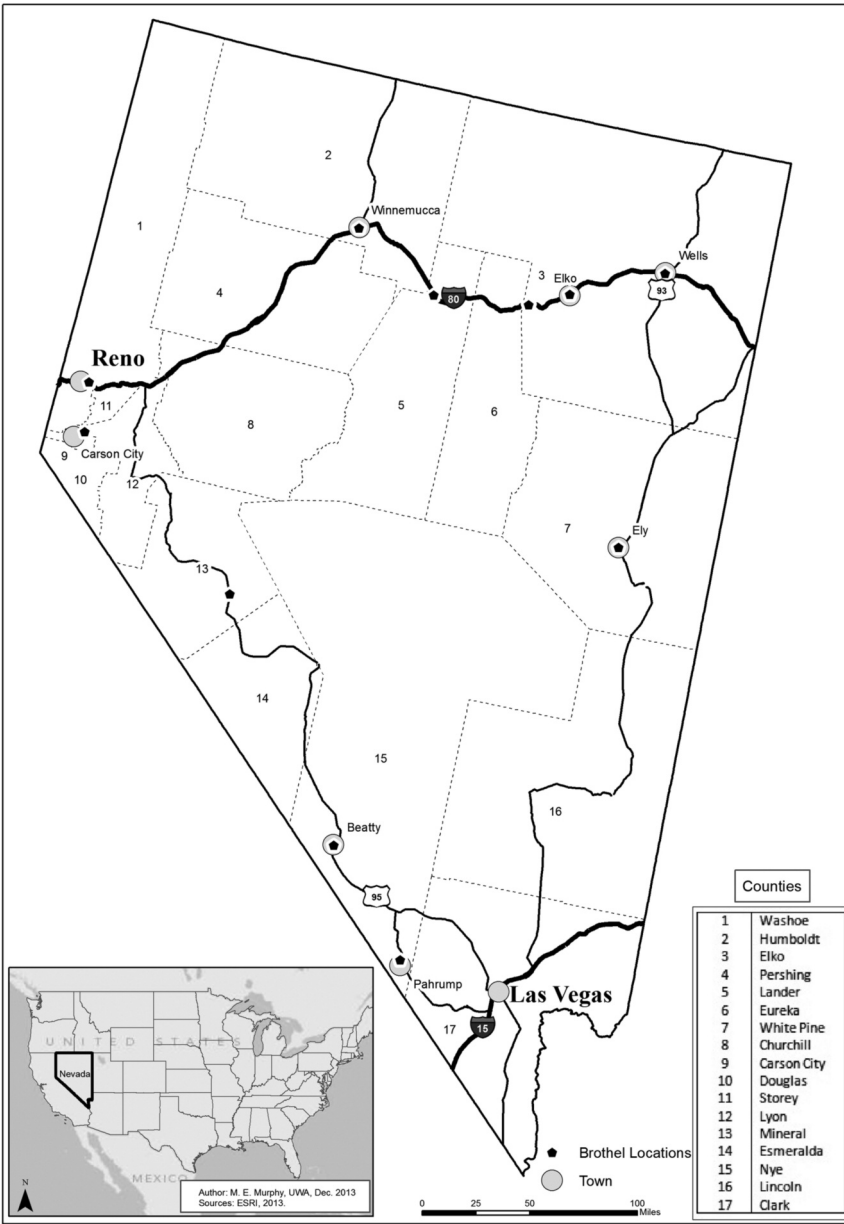 2
Winnemucca
1
Wells
3
Elko
93
80
4
Reno
11
5
6
8
Carson City
9
10
12
7
Ely
13
14
15
16
Beatty
95
Pahrump
Las Vegas
17
15
Counties
1 Washoe
2 Humboldt
3 Elko
4 Pershing
5 Lander
6 Eureka
7 White Pine
8 Churchill
9 Carson City
10 Douglas
11 Storey
12 Lyon
13 Mineral
14 Esmeralda
15 Nye
16 Lincoln
17 Clark
UNITED STATES
Nevada
MEXICO
N
Author: M. E. Murphy, UWA, Dec. 2013
Sources: ESRI, 2013.
Brothel Locations
Town
0 25 50 100
Miles